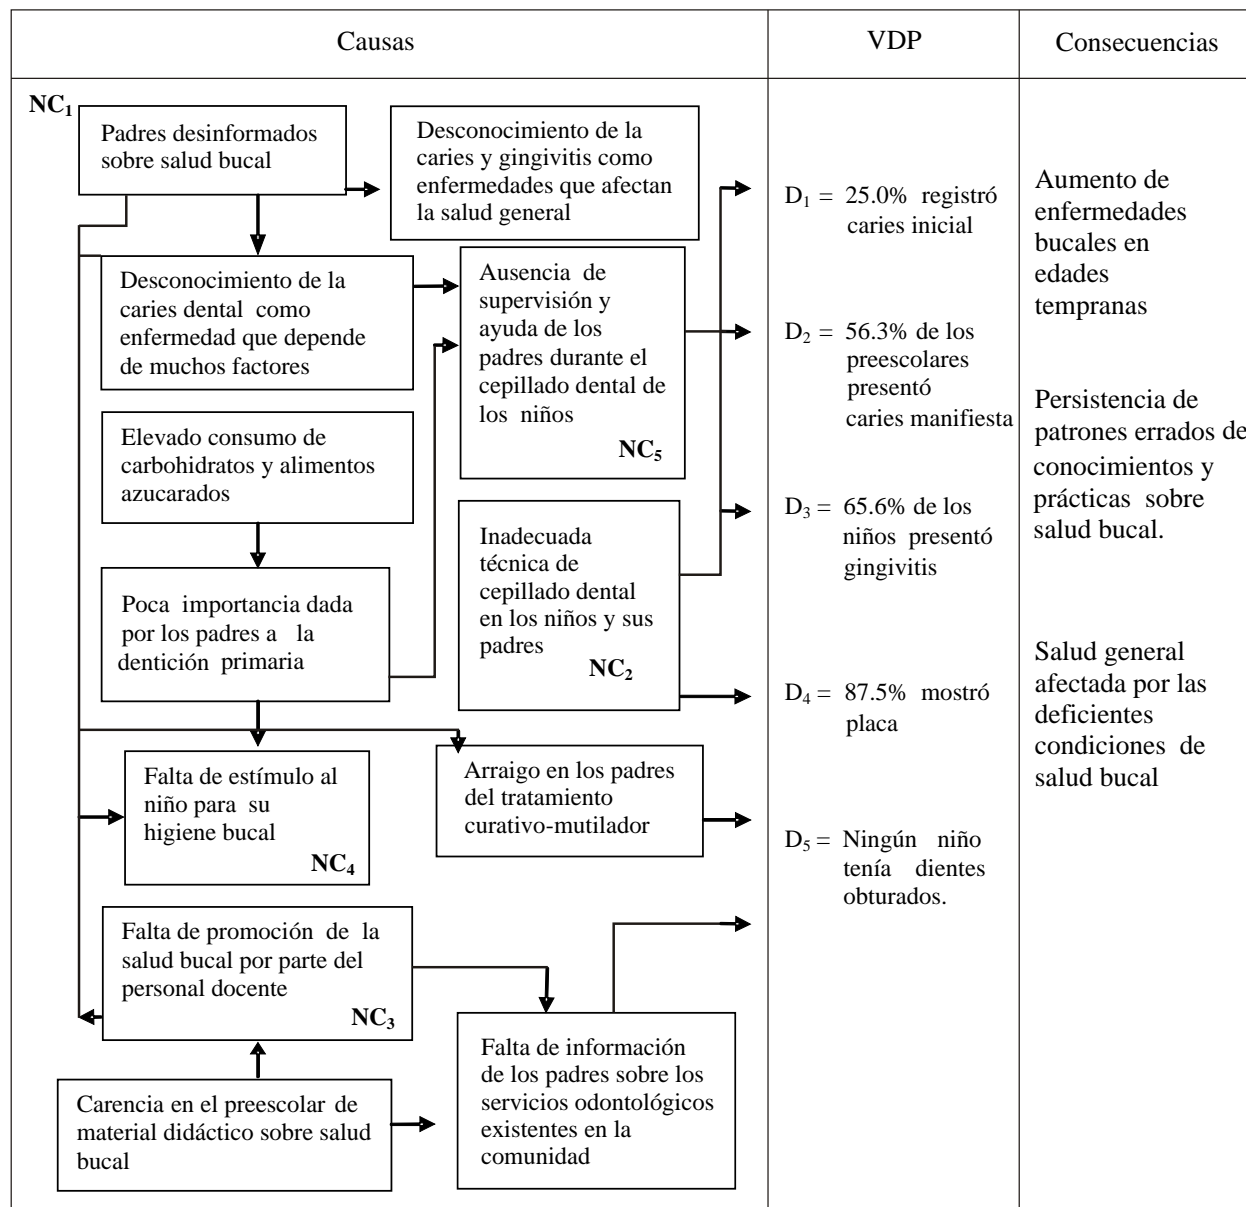 Causas
VDP
Consecuencias
NC₁
Padres desinformados
sobre salud bucal
Desconocimiento de la
caries y gingivitis como
enfermedades que afectan
la salud general
Desconocimiento de la
caries dental como
enfermedad que depende
de muchos factores
Ausencia de
supervisión y
ayuda de los
padres durante el
cepillado dental de
los niños
NC₅
Elevado consumo de
carbohidratos y alimentos
azucarados
Inadecuada
técnica de
cepillado dental
en los niños y sus
padres
NC₂
Poca importancia dada
por los padres a la
dentición primaria
Falta de estímulo al
niño para su
higiene bucal
NC₄
Arraigo en los padres
del tratamiento
curativo-mutilador
Falta de promoción de la
salud bucal por parte del
personal docente
NC₃
Falta de información
de los padres sobre los
servicios odontológicos
existentes en la
comunidad
Carencia en el preescolar de
material didáctico sobre salud
bucal
D₁ = 25.0% registró
caries inicial
D₂ = 56.3% de los
preescolares
presentó
caries manifiesta
D₃ = 65.6% de los
niños presentó
gingivitis
D₄ = 87.5% mostró
placa
D₅ = Ningún niño
tenía dientes
obturados.
Aumento de
enfermedades
bucales en
edades
tempranas
Persistencia de
patrones errados de
conocimientos y
prácticas sobre
salud bucal.
Salud general
afectada por las
deficientes
condiciones de
salud bucal